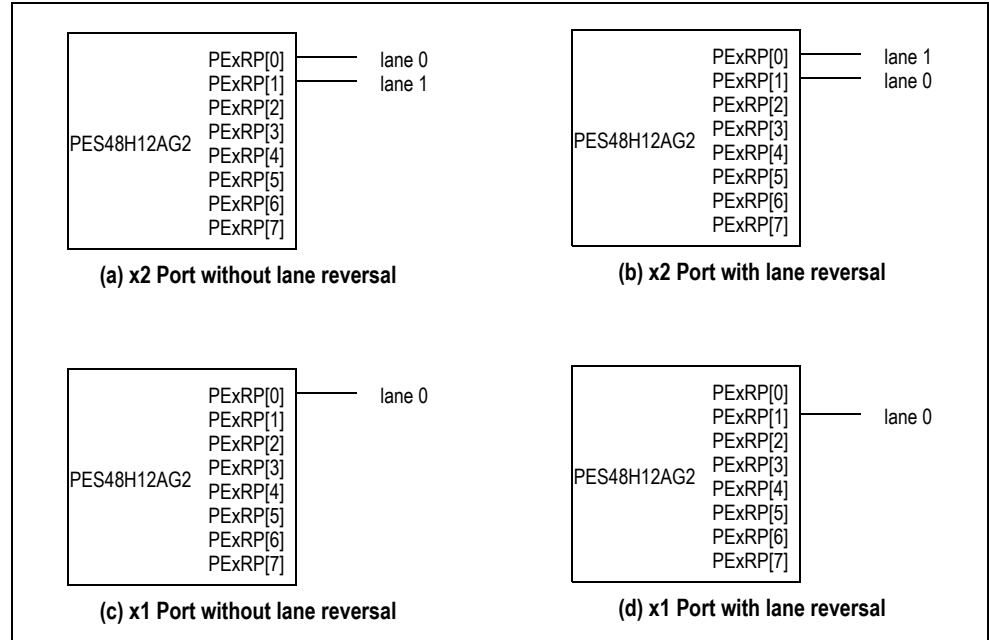 PES48H12AG2
PExRP[0] lane 0
PExRP[1] lane 1
PExRP[2]
PExRP[3]
PExRP[4]
PExRP[5]
PExRP[6]
PExRP[7]
(a) x2 Port without lane reversal
PES48H12AG2
PExRP[0] lane 1
PExRP[1] lane 0
PExRP[2]
PExRP[3]
PExRP[4]
PExRP[5]
PExRP[6]
PExRP[7]
(b) x2 Port with lane reversal
PES48H12AG2
PExRP[0] lane 0
PExRP[1]
PExRP[2]
PExRP[3]
PExRP[4]
PExRP[5]
PExRP[6]
PExRP[7]
(c) x1 Port without lane reversal
PES48H12AG2
PExRP[0]
PExRP[1] lane 0
PExRP[2]
PExRP[3]
PExRP[4]
PExRP[5]
PExRP[6]
PExRP[7]
(d) x1 Port with lane reversal